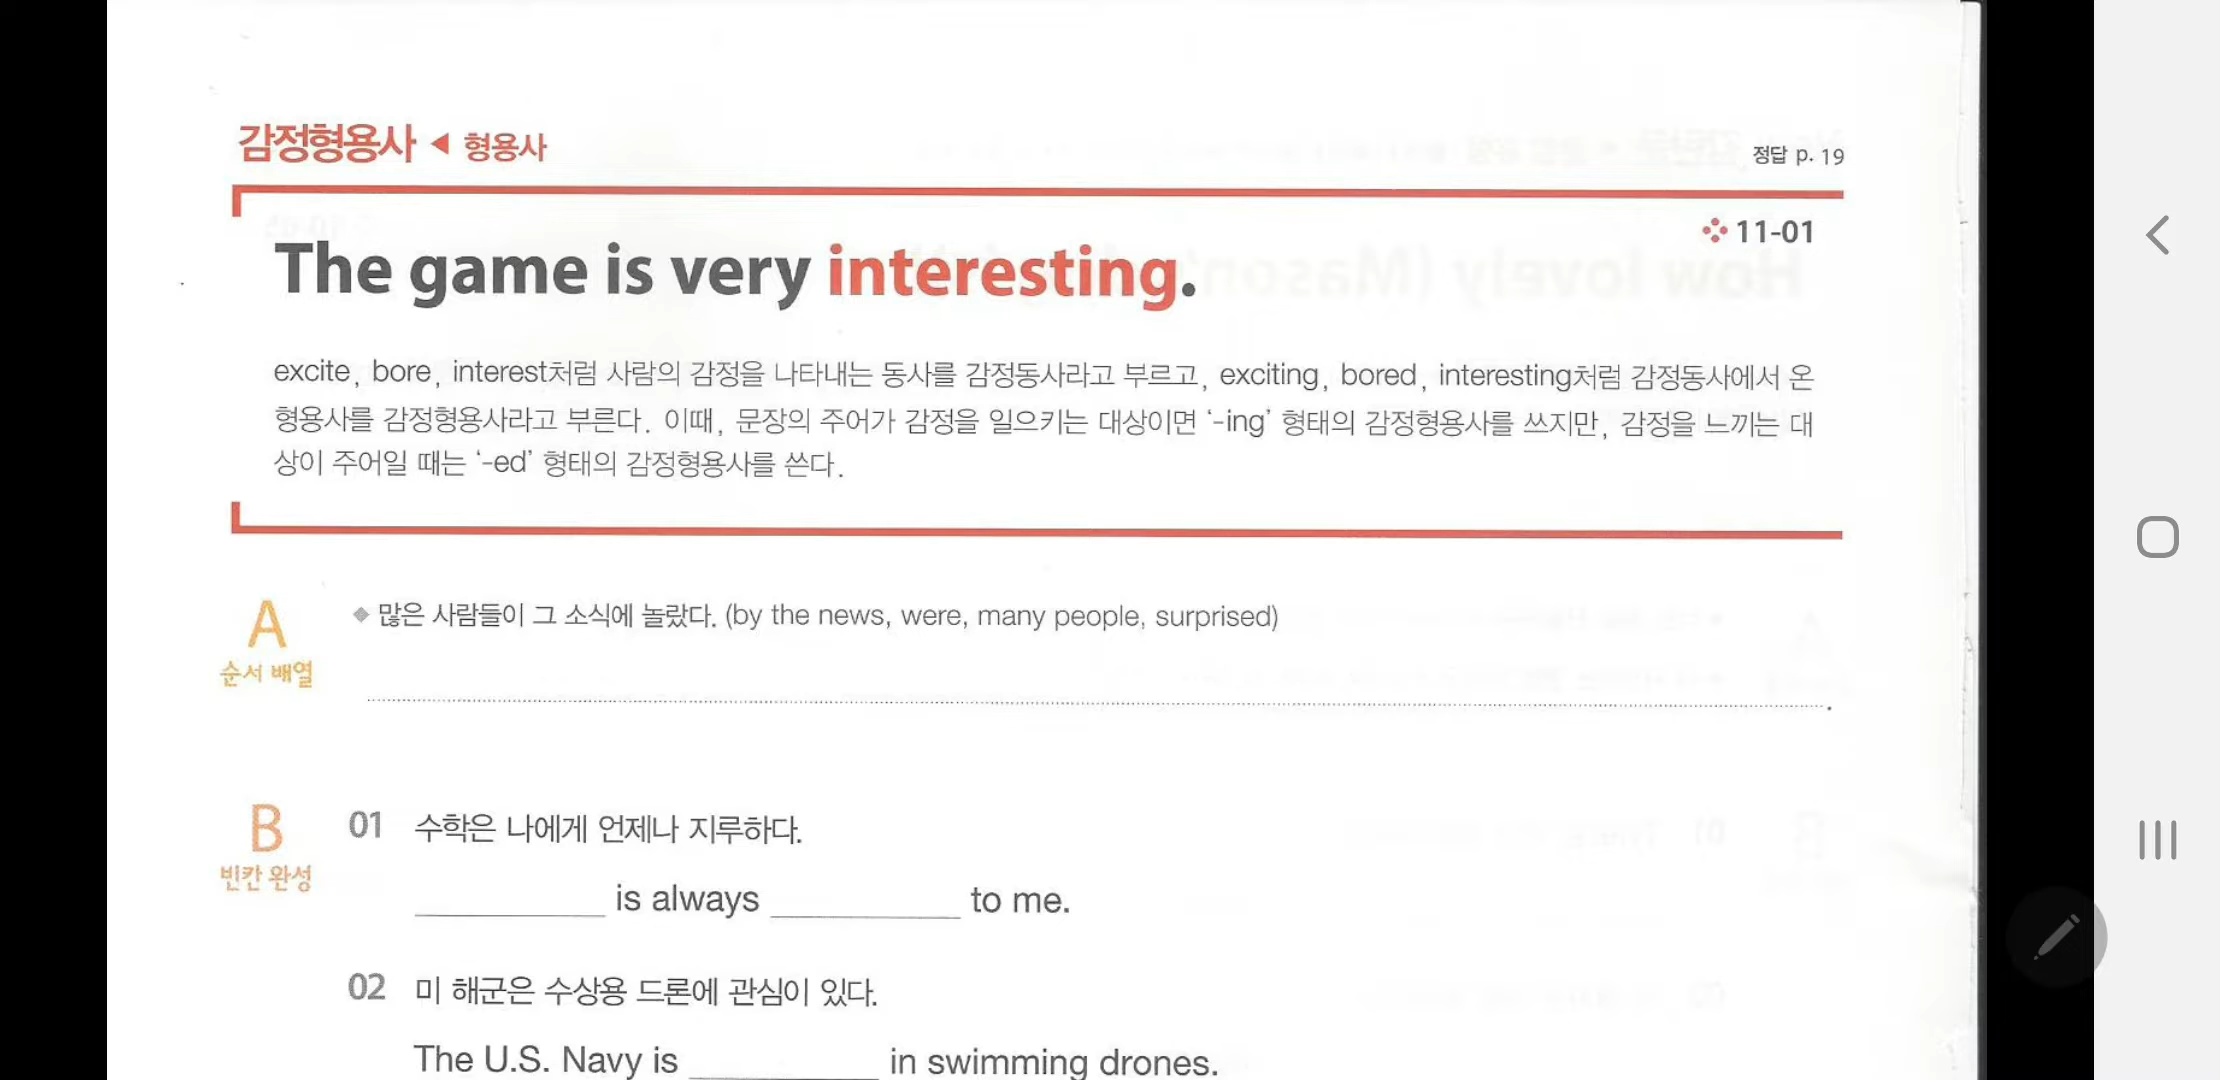 감정형용사 ◀ 형용사
정답 p. 19
11-01
The game is very interesting.
excite, bore, interest처럼 사람의 감정을 나타내는 동사를 감정동사라고 부르고, exciting, bored, interesting처럼 감정동사에서 온
형용사를 감정형용사라고 부른다. 이때, 문장의 주어가 감정을 일으키는 대상이면 ‘-ing’ 형태의 감정형용사를 쓰지만, 감정을 느끼는 대
상이 주어일 때는 ‘-ed’ 형태의 감정형용사를 쓴다.
A
순서 배열
◆ 많은 사람들이 그 소식에 놀랐다. (by the news, were, many people, surprised)
B
빈칸 완성
01 수학은 나에게 언제나 지루하다.
__________ is always __________ to me.
02 미 해군은 수상용 드론에 관심이 있다.
The U.S. Navy is __________ in swimming drones.